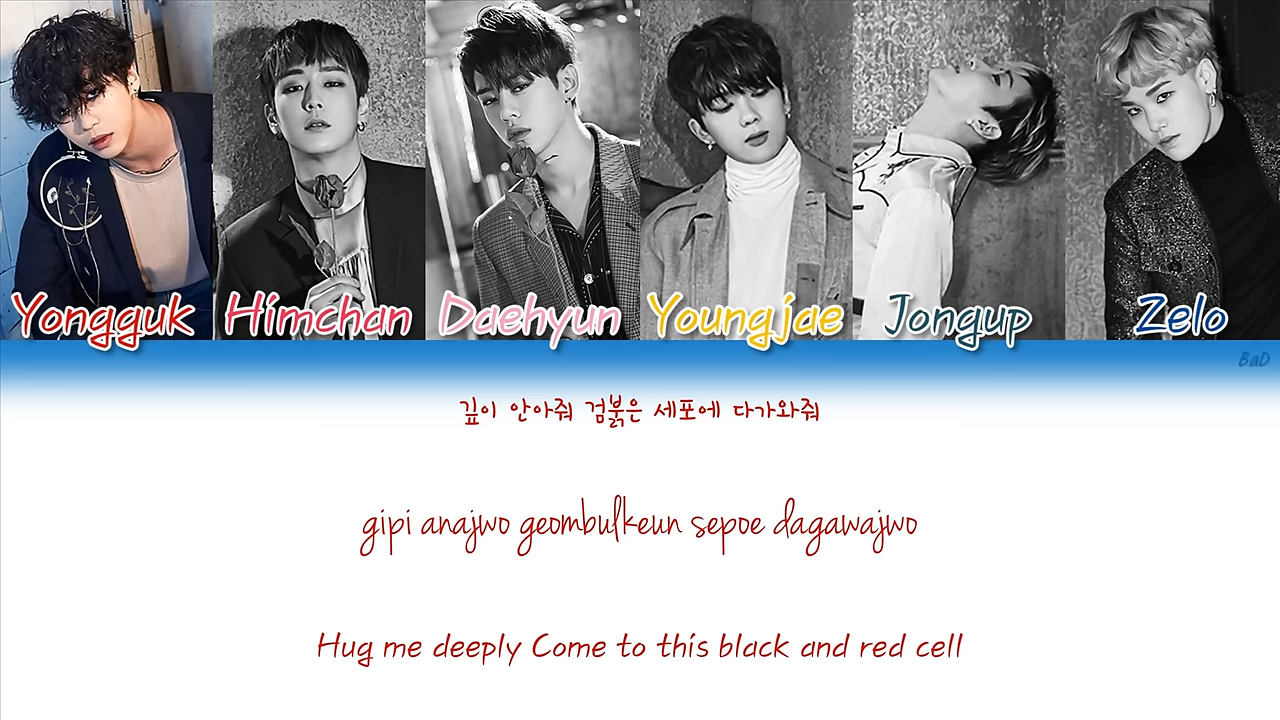 Yongguk Himchan Daehyun Youngjae Jongup Zelo
BaD
깊이 안아줘 검붉은 세포에 다가와줘
gipi anajwo geombulkeun sepoe dagawajwo
Hug me deeply Come to this black and red cell